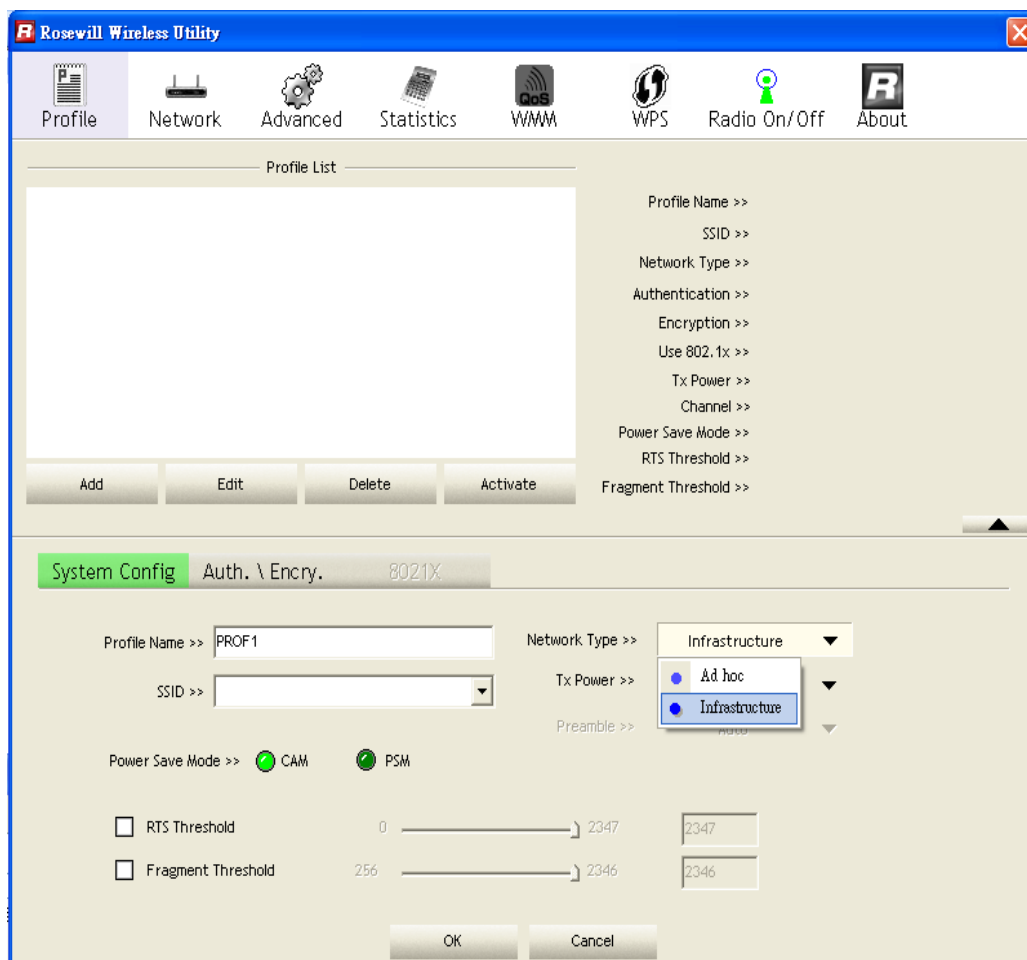 Rosewill Wireless Utility
Profile Network Advanced Statistics QoS WMM WPS Radio On/Off R About
Profile List
Profile Name >>
SSID >>
Network Type >>
Authentication >>
Encryption >>
Use 802.1x >>
Tx Power >>
Channel >>
Power Save Mode >>
RTS Threshold >>
Fragment Threshold >>
Add Edit Delete Activate
System Config Auth. \ Encry. 8021X
Profile Name >> PROF1 Network Type >> Infrastructure
SSID >> Tx Power >> Ad hoc
Infrastructure
Preamble >> Auto
Power Save Mode >> CAM PSM
RTS Threshold 0 2347 2347
Fragment Threshold 256 2346 2346
OK Cancel